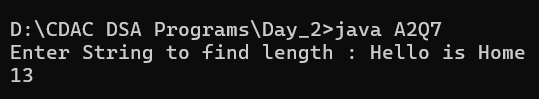 D:\CDAC DSA Programs\Day_2>java A2Q7
Enter String to find length : Hello is Home
13